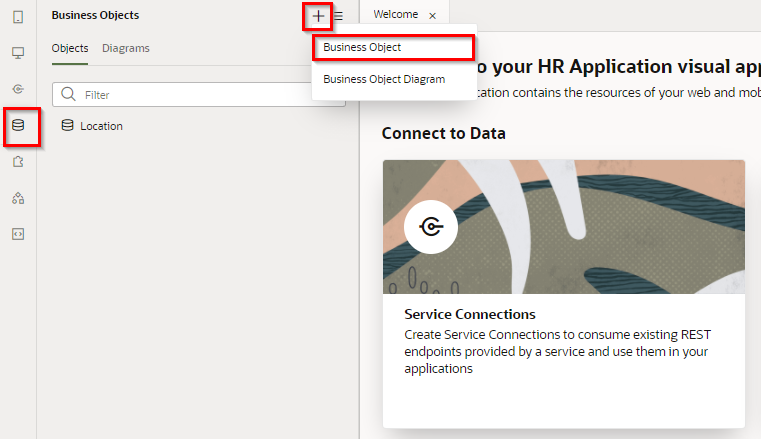 Business Objects
Welcome
Objects Diagrams
Business Object
Business Object Diagram
Filter
Location
o your HR Application visual app
cation contains the resources of your web and mob
Connect to Data
Service Connections
Create Service Connections to consume existing REST
endpoints provided by a service and use them in your
applications